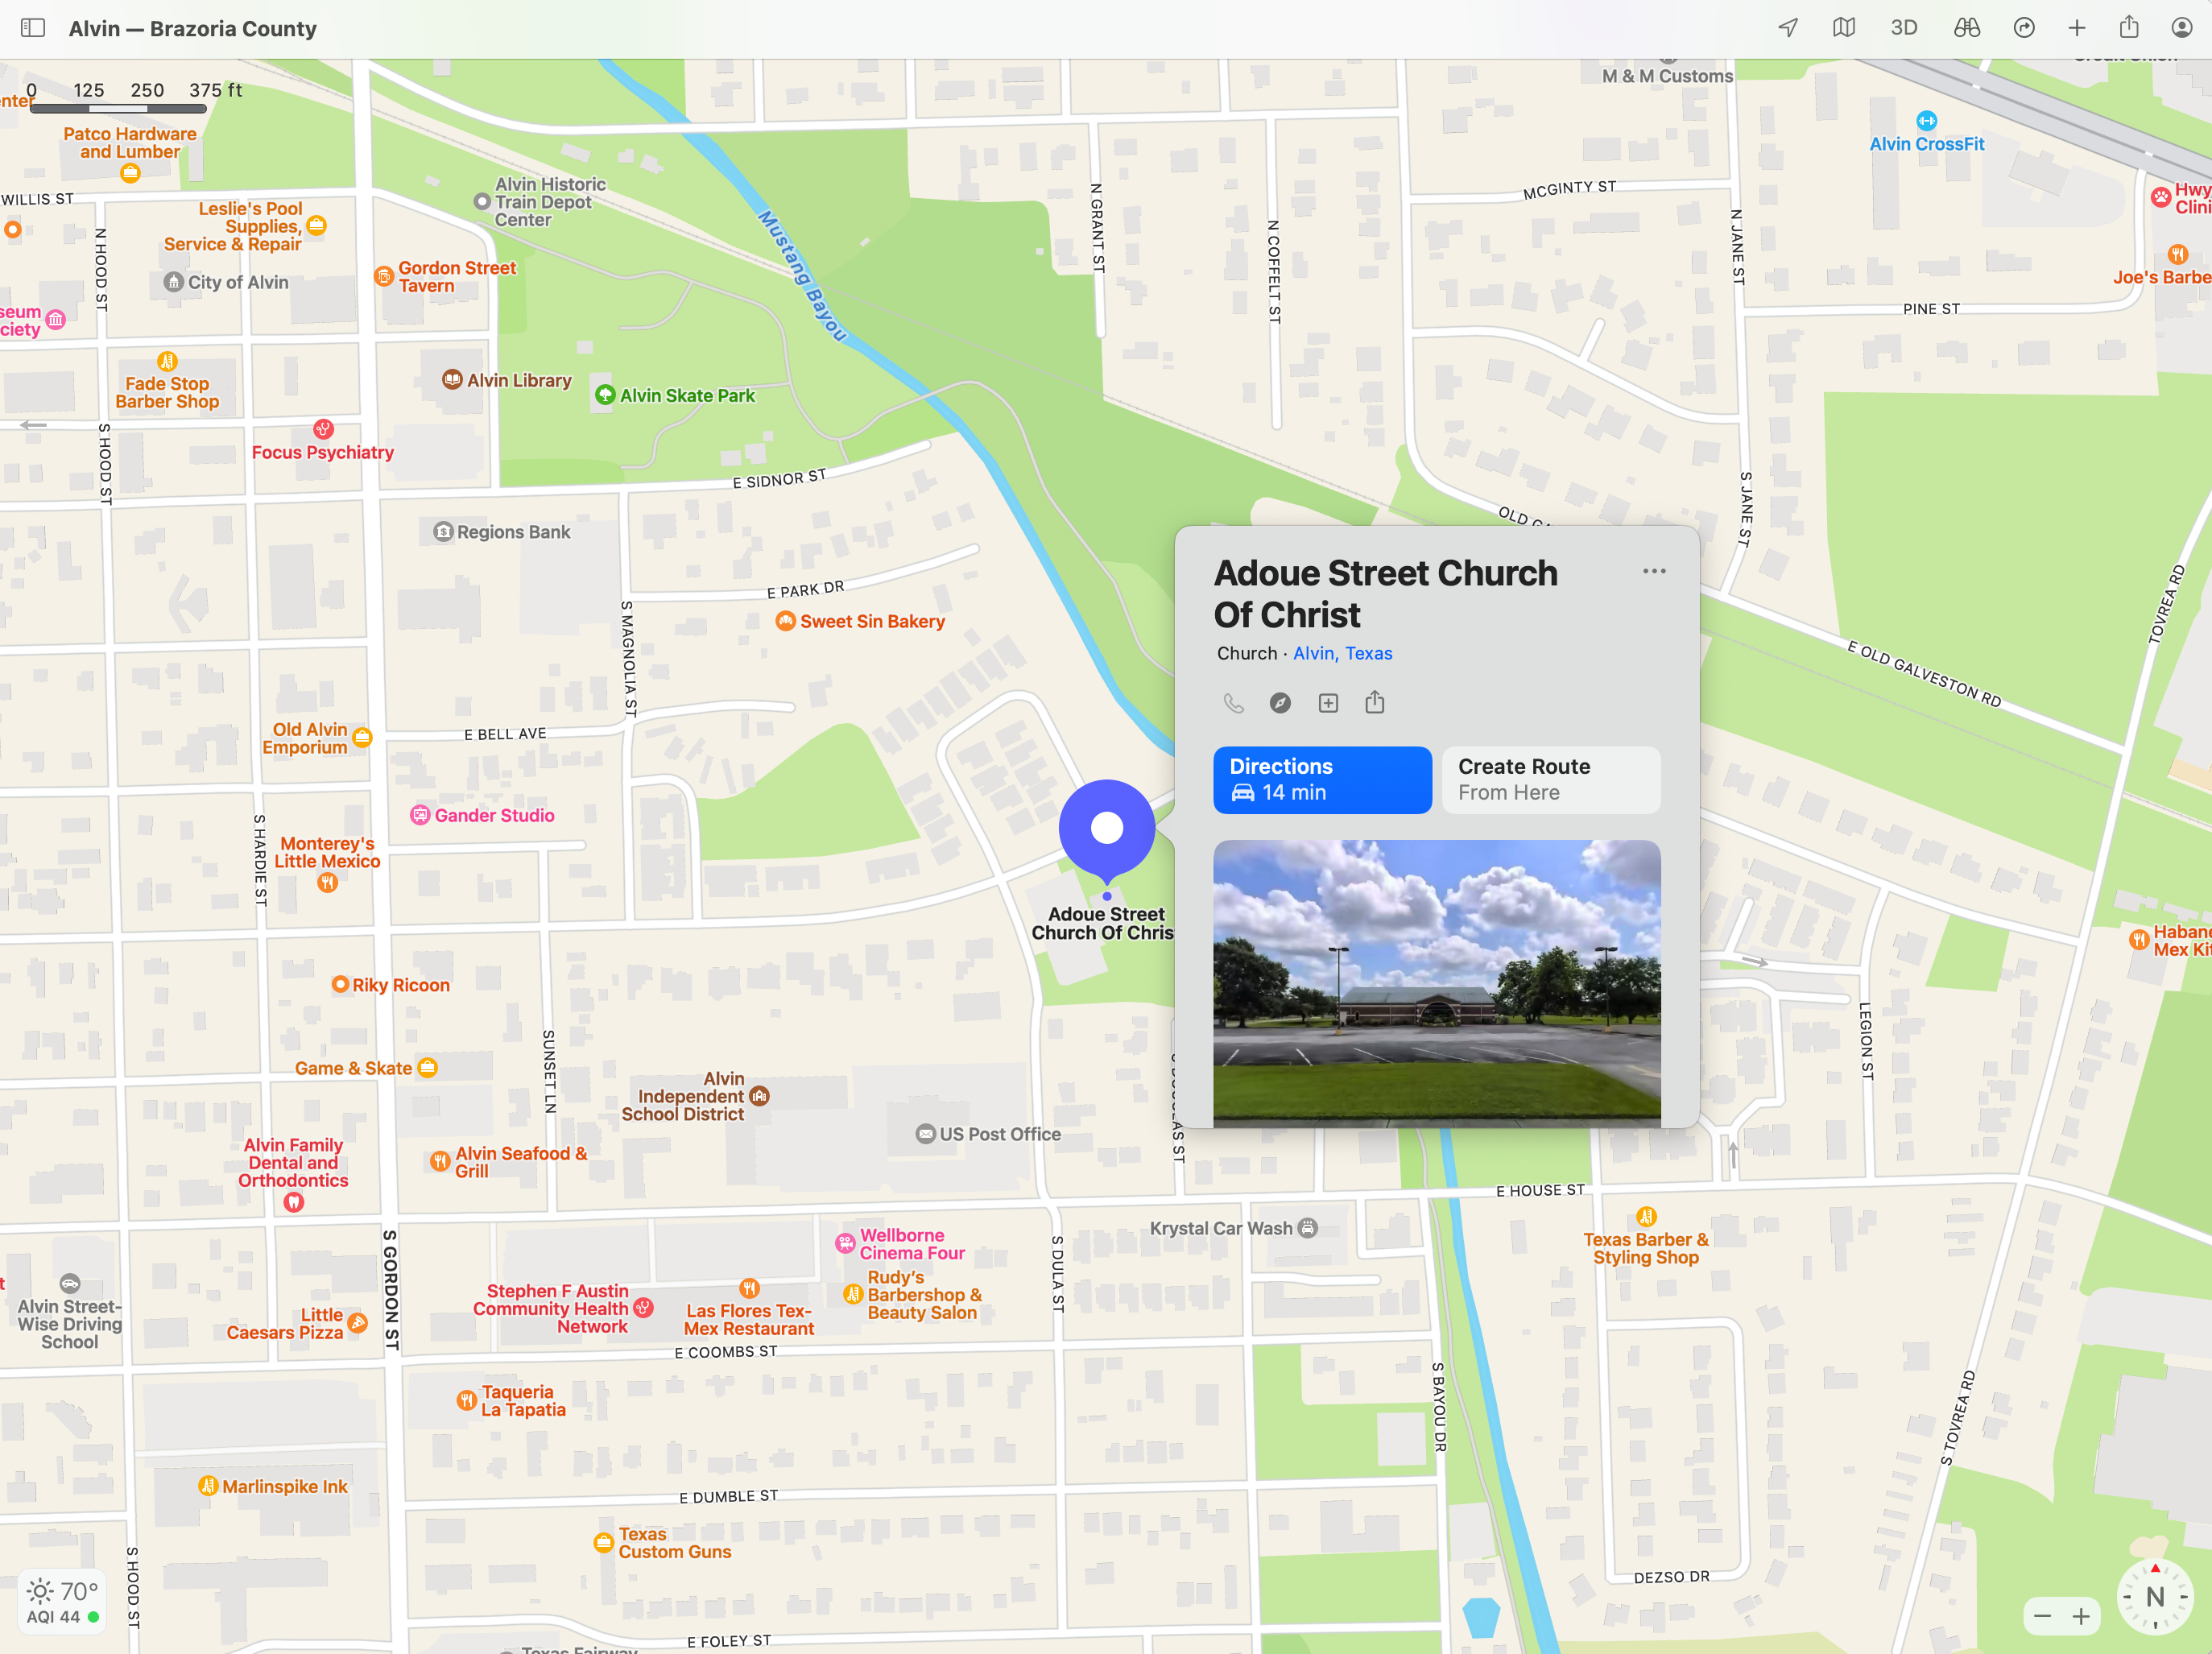 Alvin — Brazoria County
3D
0 125 250 375 ft
Patco Hardware
and Lumber
WILLIS ST
Leslie's Pool
Supplies,
Service & Repair
City of Alvin
N HOOD ST
Gordon Street
Tavern
Alvin Historic
Train Depot
Center
Mustang Bayou
N GRANT ST
N COFFELT ST
M & M Customs
MCGINTY ST
N JANE ST
Alvin CrossFit
PINE ST
Fade Stop
Barber Shop
Alvin Library
Alvin Skate Park
Focus Psychiatry
S HOOD ST
E SIDNOR ST
Regions Bank
S JANE ST
E PARK DR
Sweet Sin Bakery
S MAGNOLIA ST
TOVREA RD
E OLD GALVESTON RD
Adoue Street Church
Of Christ
Church · Alvin, Texas
Directions
14 min
Create Route
From Here
Old Alvin
Emporium
E BELL AVE
Gander Studio
Monterey's
Little Mexico
S HARDIE ST
Adoue Street
Church Of Chris
Riky Ricoon
Game & Skate
SUNSET LN
Alvin
Independent
School District
US Post Office
LEGION ST
Alvin Family
Dental and
Orthodontics
Alvin Seafood &
Grill
E HOUSE ST
Krystal Car Wash
Texas Barber &
Styling Shop
S GORDON ST
Wellborne
Cinema Four
Rudy’s
Barbershop &
Beauty Salon
S DULA ST
Stephen F Austin
Community Health
Network
Las Flores Tex-
Mex Restaurant
Alvin Street-
Wise Driving
School
Little
Caesars Pizza
E COOMBS ST
S BAYOU DR
S TOVREA RD
Taqueria
La Tapatia
Marlinspike Ink
E DUMBLE ST
Texas
Custom Guns
S HOOD ST
DEZSO DR
E FOLEY ST
70°
AQI 44
N